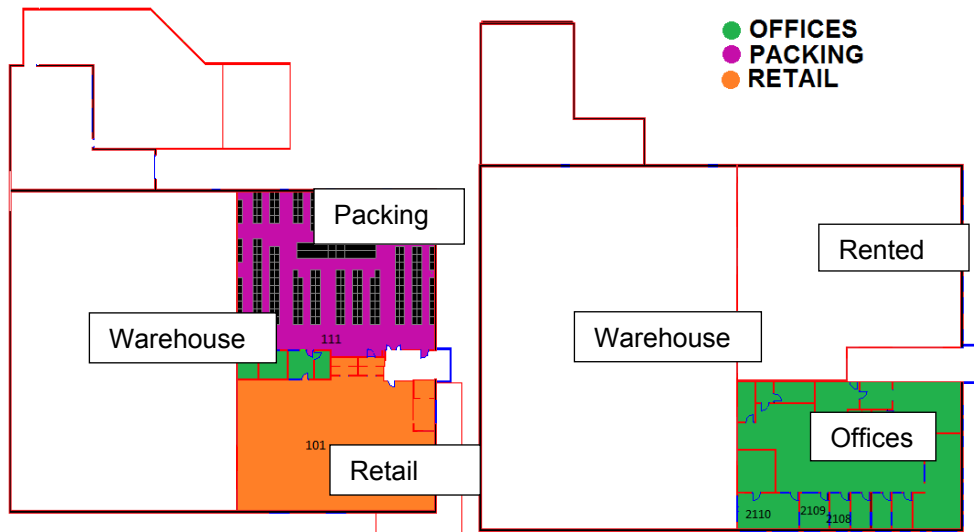 OFFICES
PACKING
RETAIL
Packing
Rented
Warehouse
Warehouse
111
Offices
101
Retail
2110
2109
2108